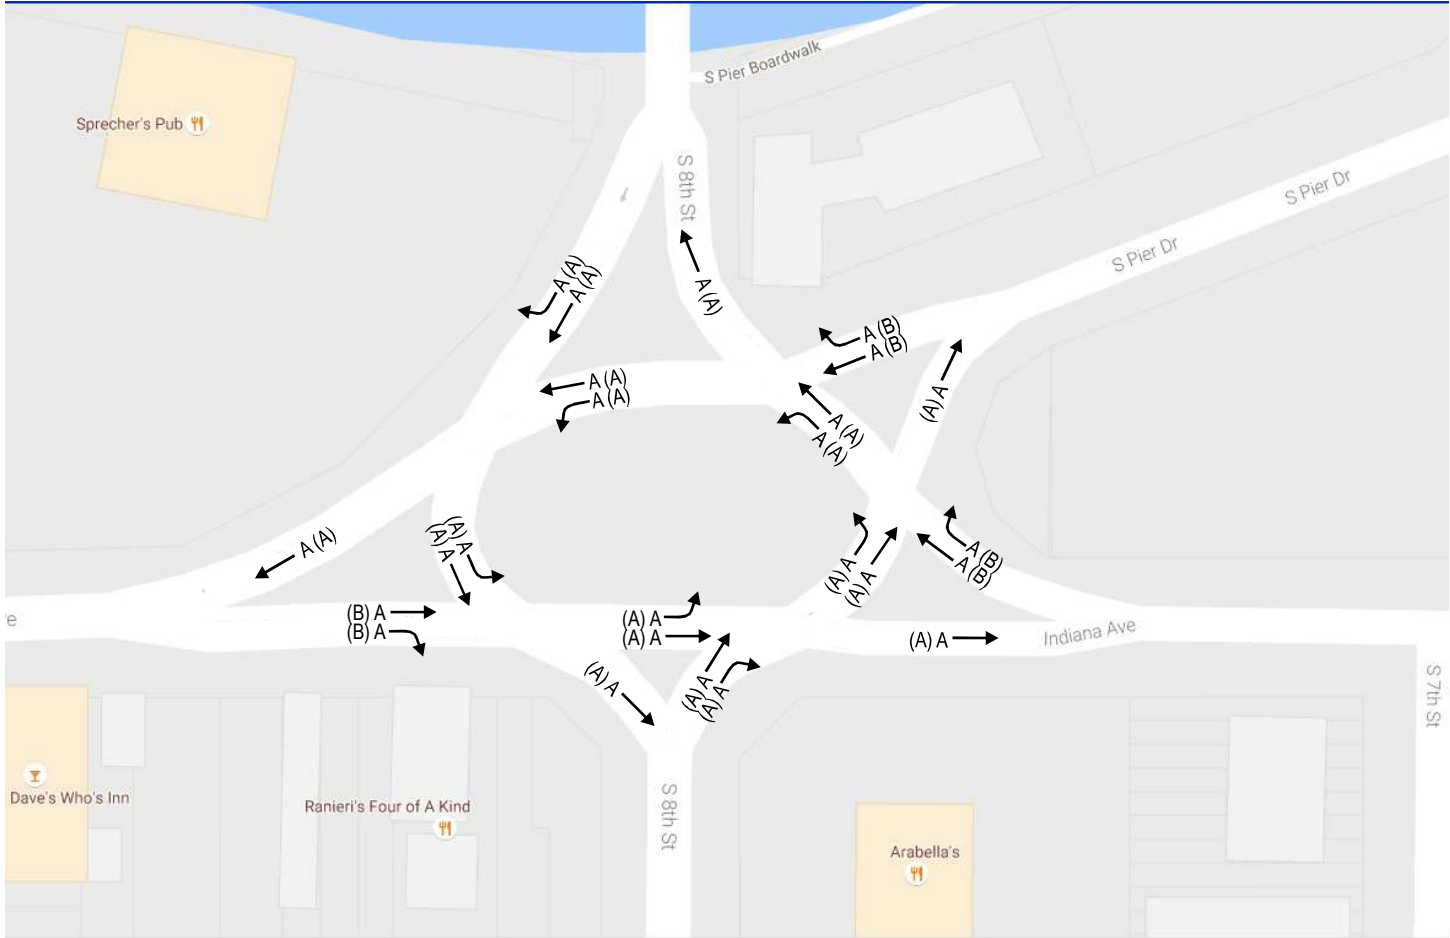 S Pier Boardwalk
Sprecher's Pub
S 8th St
S Pier Dr
S Pier Dr
A (A)
A (A)
A (A)
A (B)
A (B)
A (A)
A (A)
(A) A
A (A)
A (A)
A (A)
(A) A
(A) A
(A) A
(A) A
A (B)
A (B)
(B) A
(B) A
(A) A
(A) A
(A) A
Indiana Ave
e
(A) A
(A) A
(A) A
S 7th St
Dave's Who's Inn
Ranieri's Four of A Kind
S 8th St
Arabella's